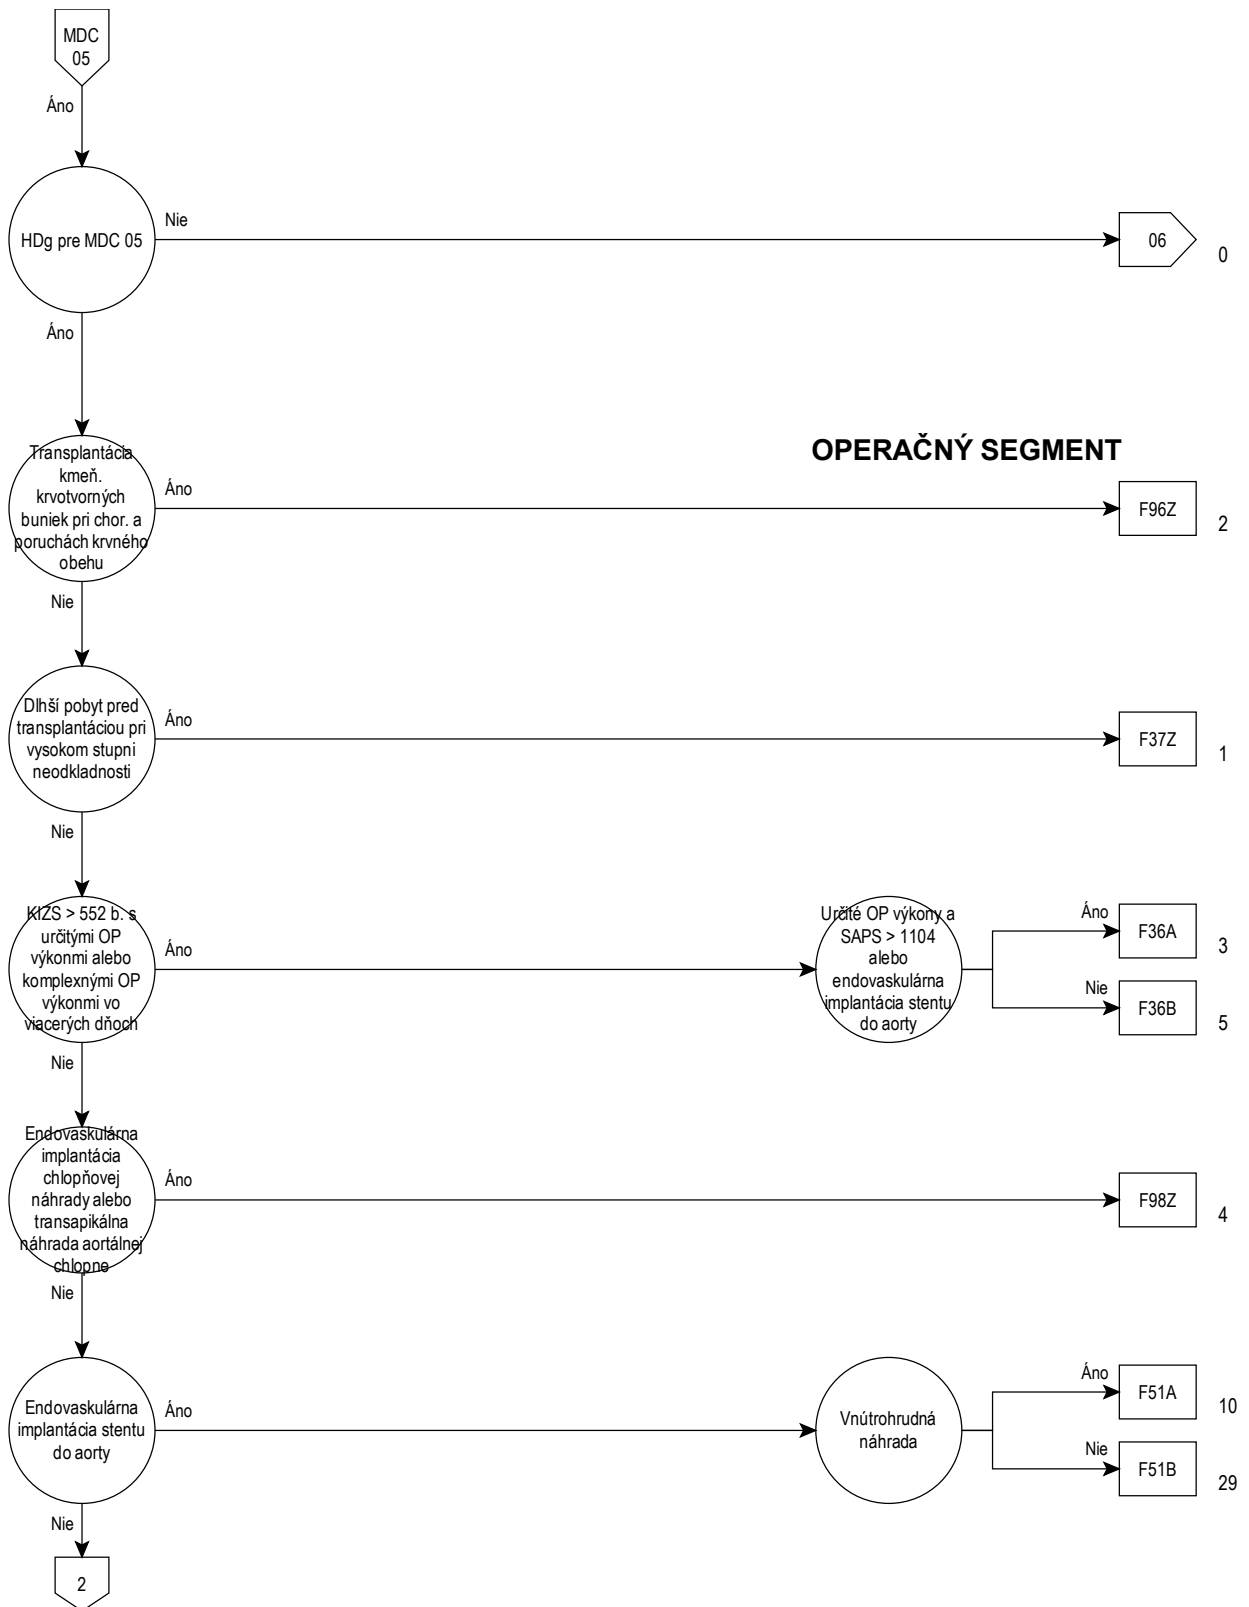 MDC
05
Áno
HDg pre MDC 05
Nie
06
0
Áno
OPERAČNÝ SEGMENT
Transplantácia
kmeň.
krvotvorných
buniek pri chor. a
poruchách krvného
obehu
Áno
F96Z
2
Nie
Dlhší pobyt pred
transplantáciou pri
vysokom stupni
neodkladnosti
Áno
F37Z
1
Nie
KIZS > 552 b. s
určitými OP
výkonmi alebo
komplexnými OP
výkonmi vo
viacerých dňoch
Áno
Určité OP výkony a
SAPS > 1104
alebo
endovaskulárna
implantácia stentu
do aorty
Áno
F36A
3
Nie
F36B
5
Nie
Endovaskulárna
implantácia
chlopňovej
náhrady alebo
transapikálna
náhrada aortálnej
chlopne
Áno
F98Z
4
Nie
Endovaskulárna
implantácia stentu
do aorty
Áno
Vnútrohrudná
náhrada
Áno
F51A
10
Nie
F51B
29
Nie
2